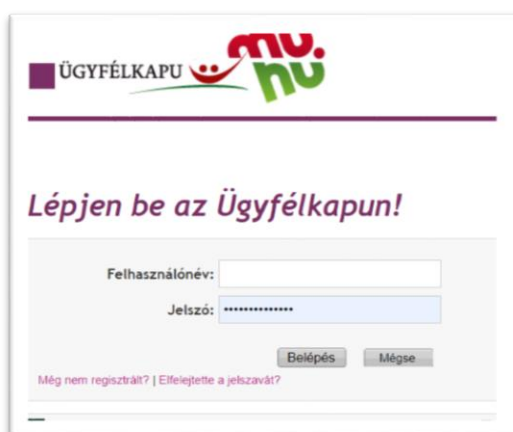 ÜGYFÉLKAPU
mo.
hu
Lépjen be az Ügyfélkapun!
Felhasználónév:
Jelszó: ••••••••••••••
Belépés Mégse
Még nem regisztrált? | Elfelejtette a jelszavát?